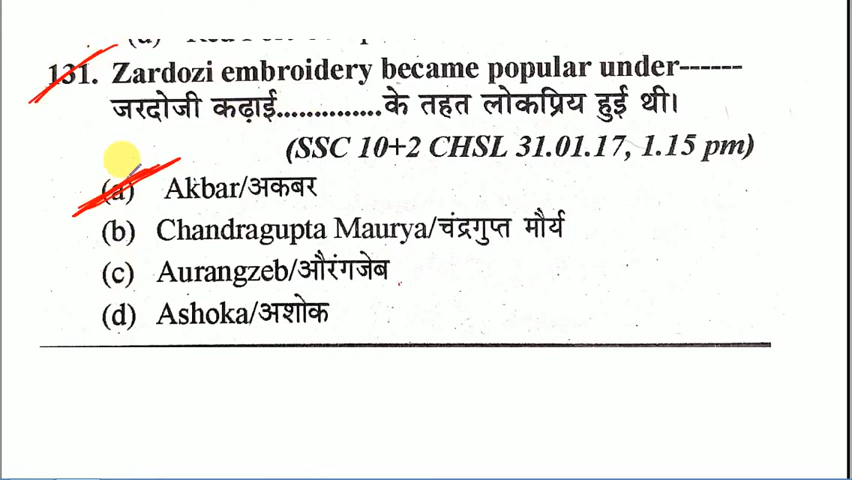 131. Zardozi embroidery became popular under------
जरदोजी कढ़ाई..............के तहत लोकप्रिय हुई थी।
(SSC 10+2 CHSL 31.01.17, 1.15 pm)
(a) Akbar/अकबर
(b) Chandragupta Maurya/चंद्रगुप्त मौर्य
(c) Aurangzeb/औरंगजेब
(d) Ashoka/अशोक